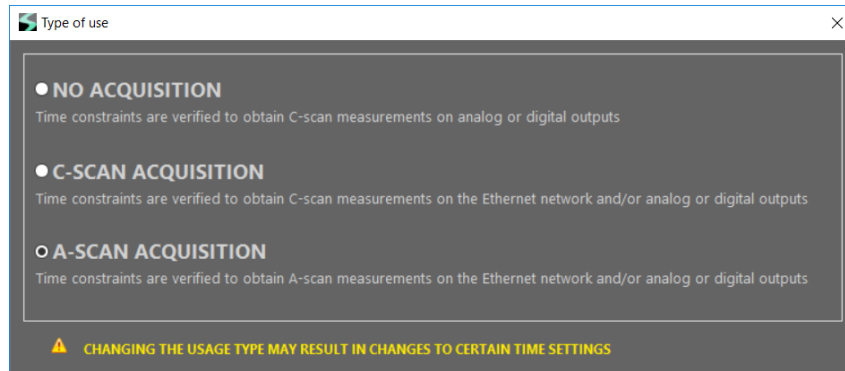 Type of use
NO ACQUISITION
Time constraints are verified to obtain C-scan measurements on analog or digital outputs
C-SCAN ACQUISITION
Time constraints are verified to obtain C-scan measurements on the Ethernet network and/or analog or digital outputs
A-SCAN ACQUISITION
Time constraints are verified to obtain A-scan measurements on the Ethernet network and/or analog or digital outputs
CHANGING THE USAGE TYPE MAY RESULT IN CHANGES TO CERTAIN TIME SETTINGS